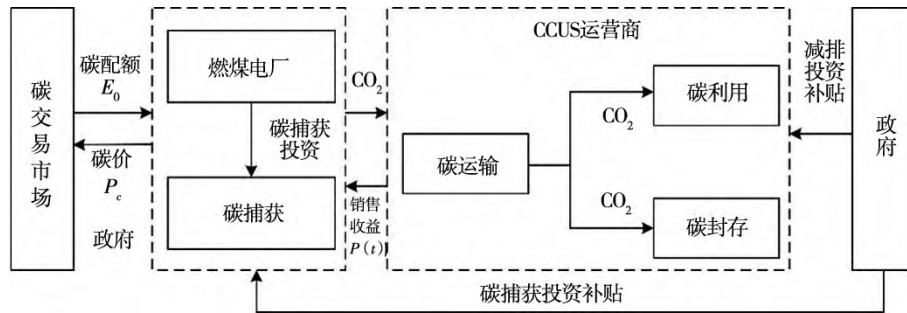 碳交易市场
碳配额
E₀
碳价
P_c
政府
燃煤电厂
碳捕获
投资
碳捕获
CO₂
销售
收益
P(t)
CCUS运营商
碳运输
CO₂
碳利用
CO₂
碳封存
减排
投资
补贴
政府
碳捕获投资补贴